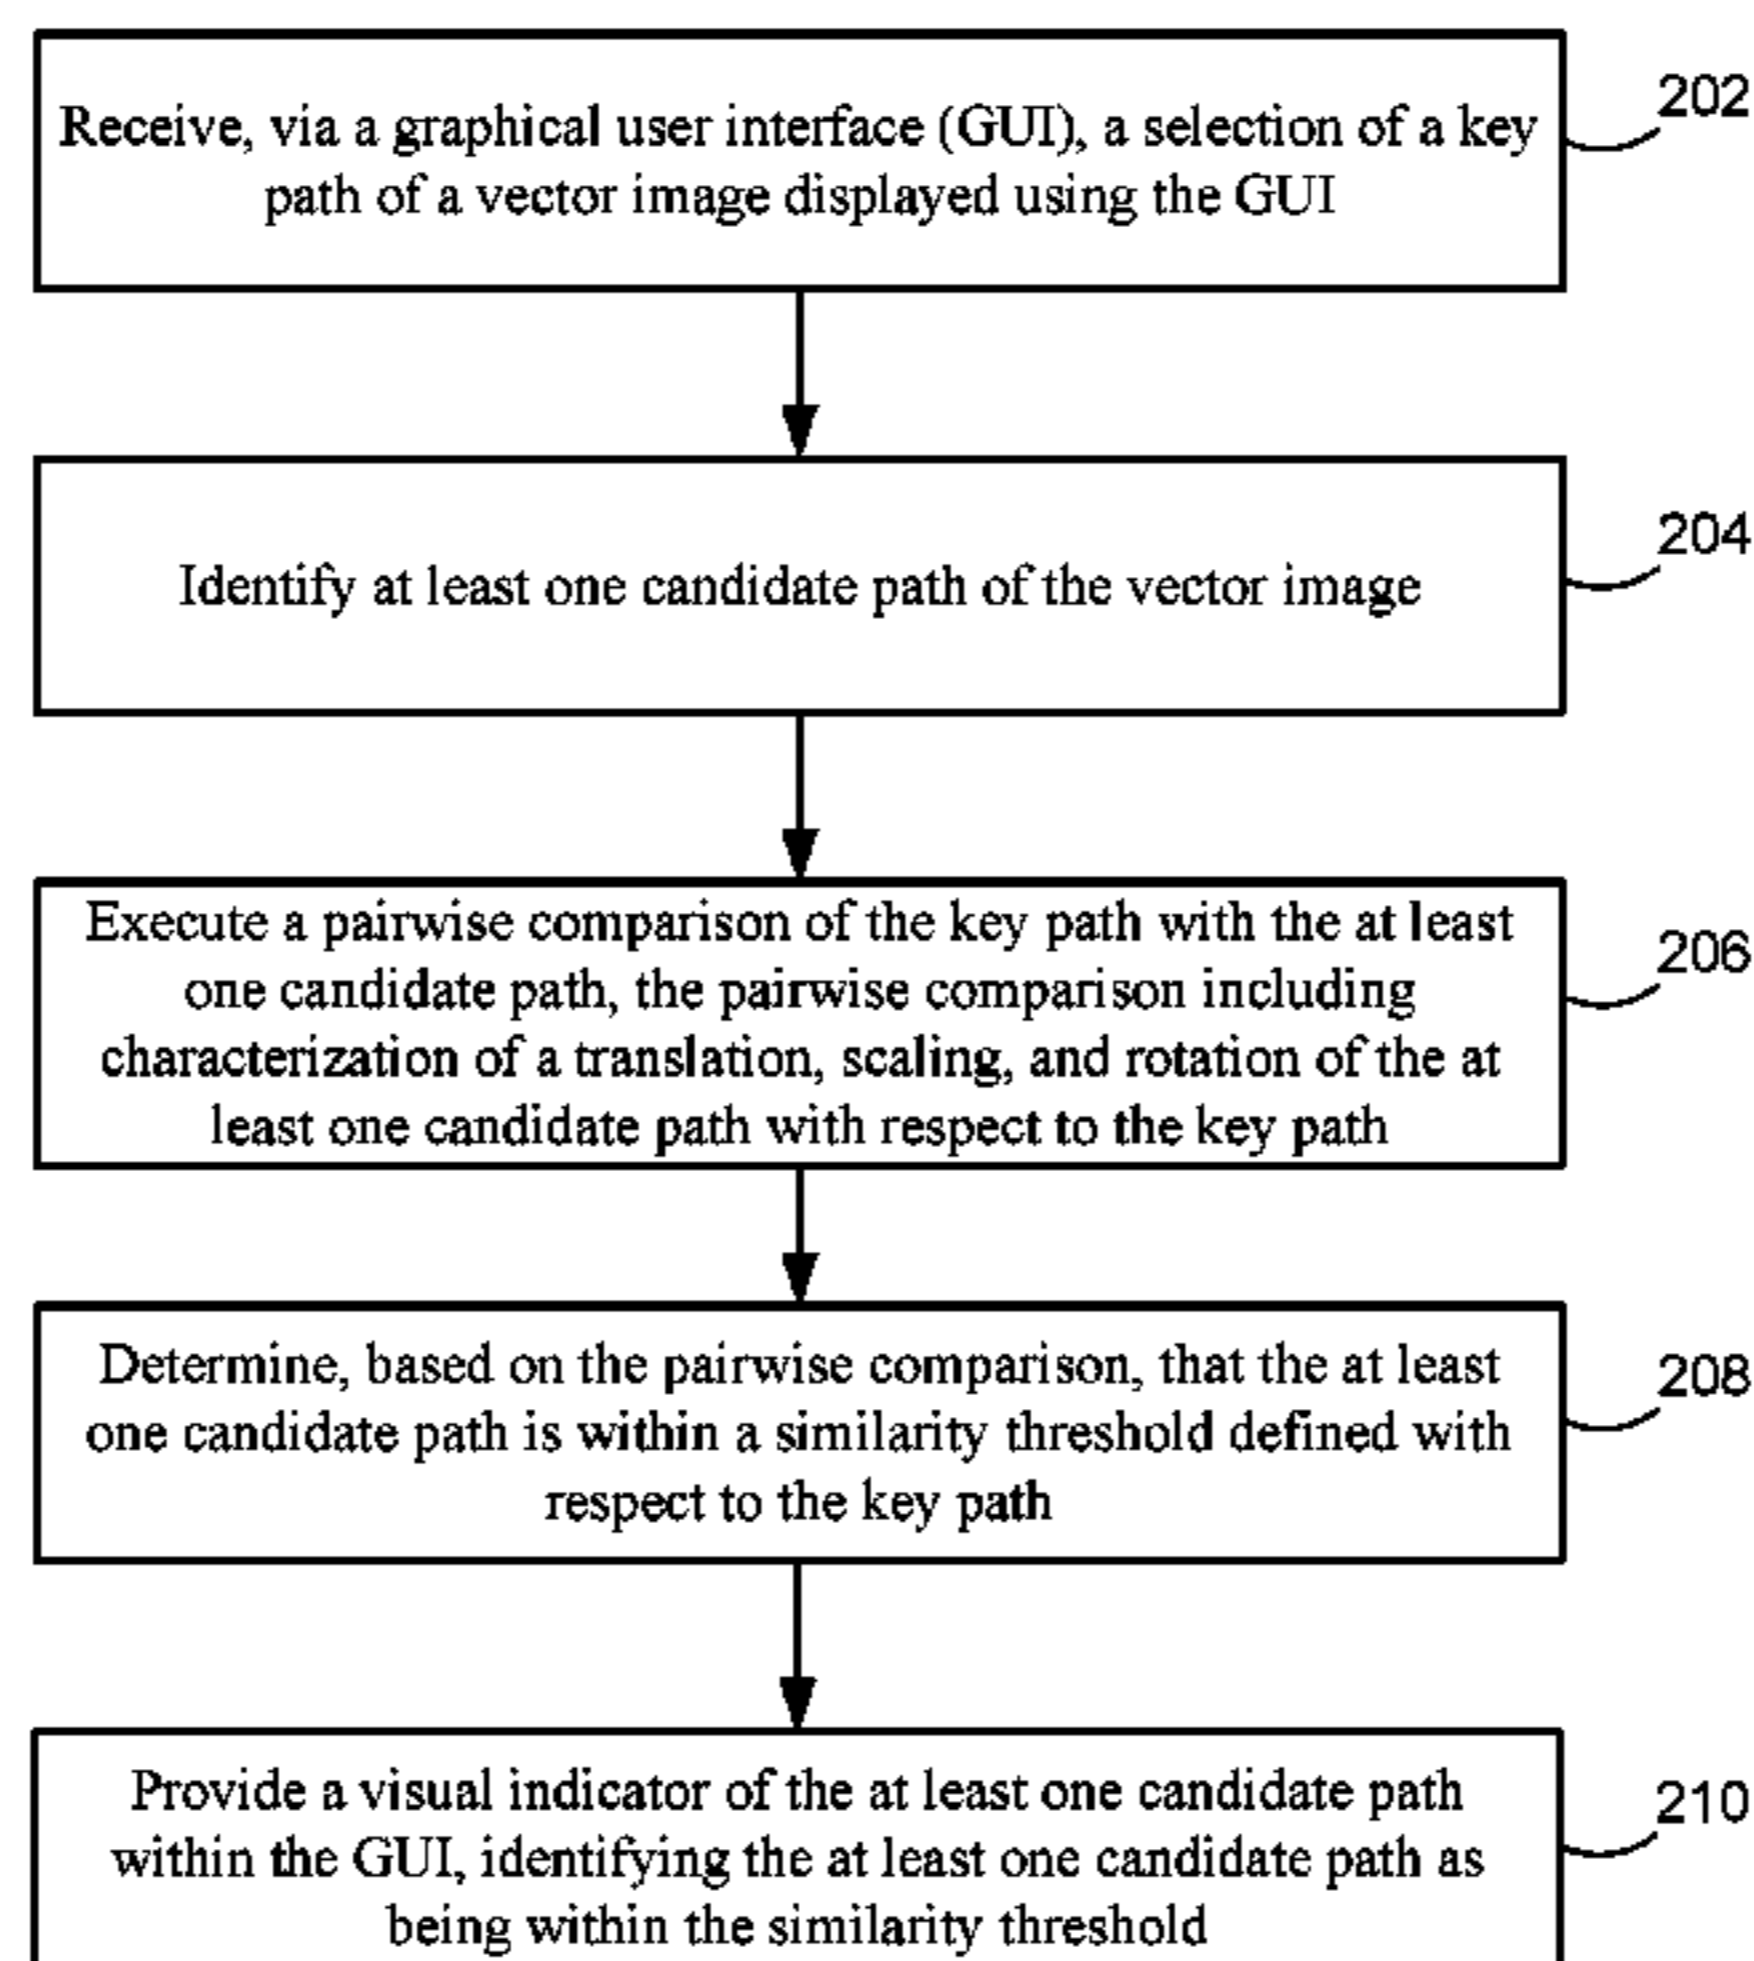 Receive, via a graphical user interface (GUI), a selection of a key
path of a vector image displayed using the GUI
202
Identify at least one candidate path of the vector image
204
Execute a pairwise comparison of the key path with the at least
one candidate path, the pairwise comparison including
characterization of a translation, scaling, and rotation of the at
least one candidate path with respect to the key path
206
Determine, based on the pairwise comparison, that the at least
one candidate path is within a similarity threshold defined with
respect to the key path
208
Provide a visual indicator of the at least one candidate path
within the GUI, identifying the at least one candidate path as
being within the similarity threshold
210